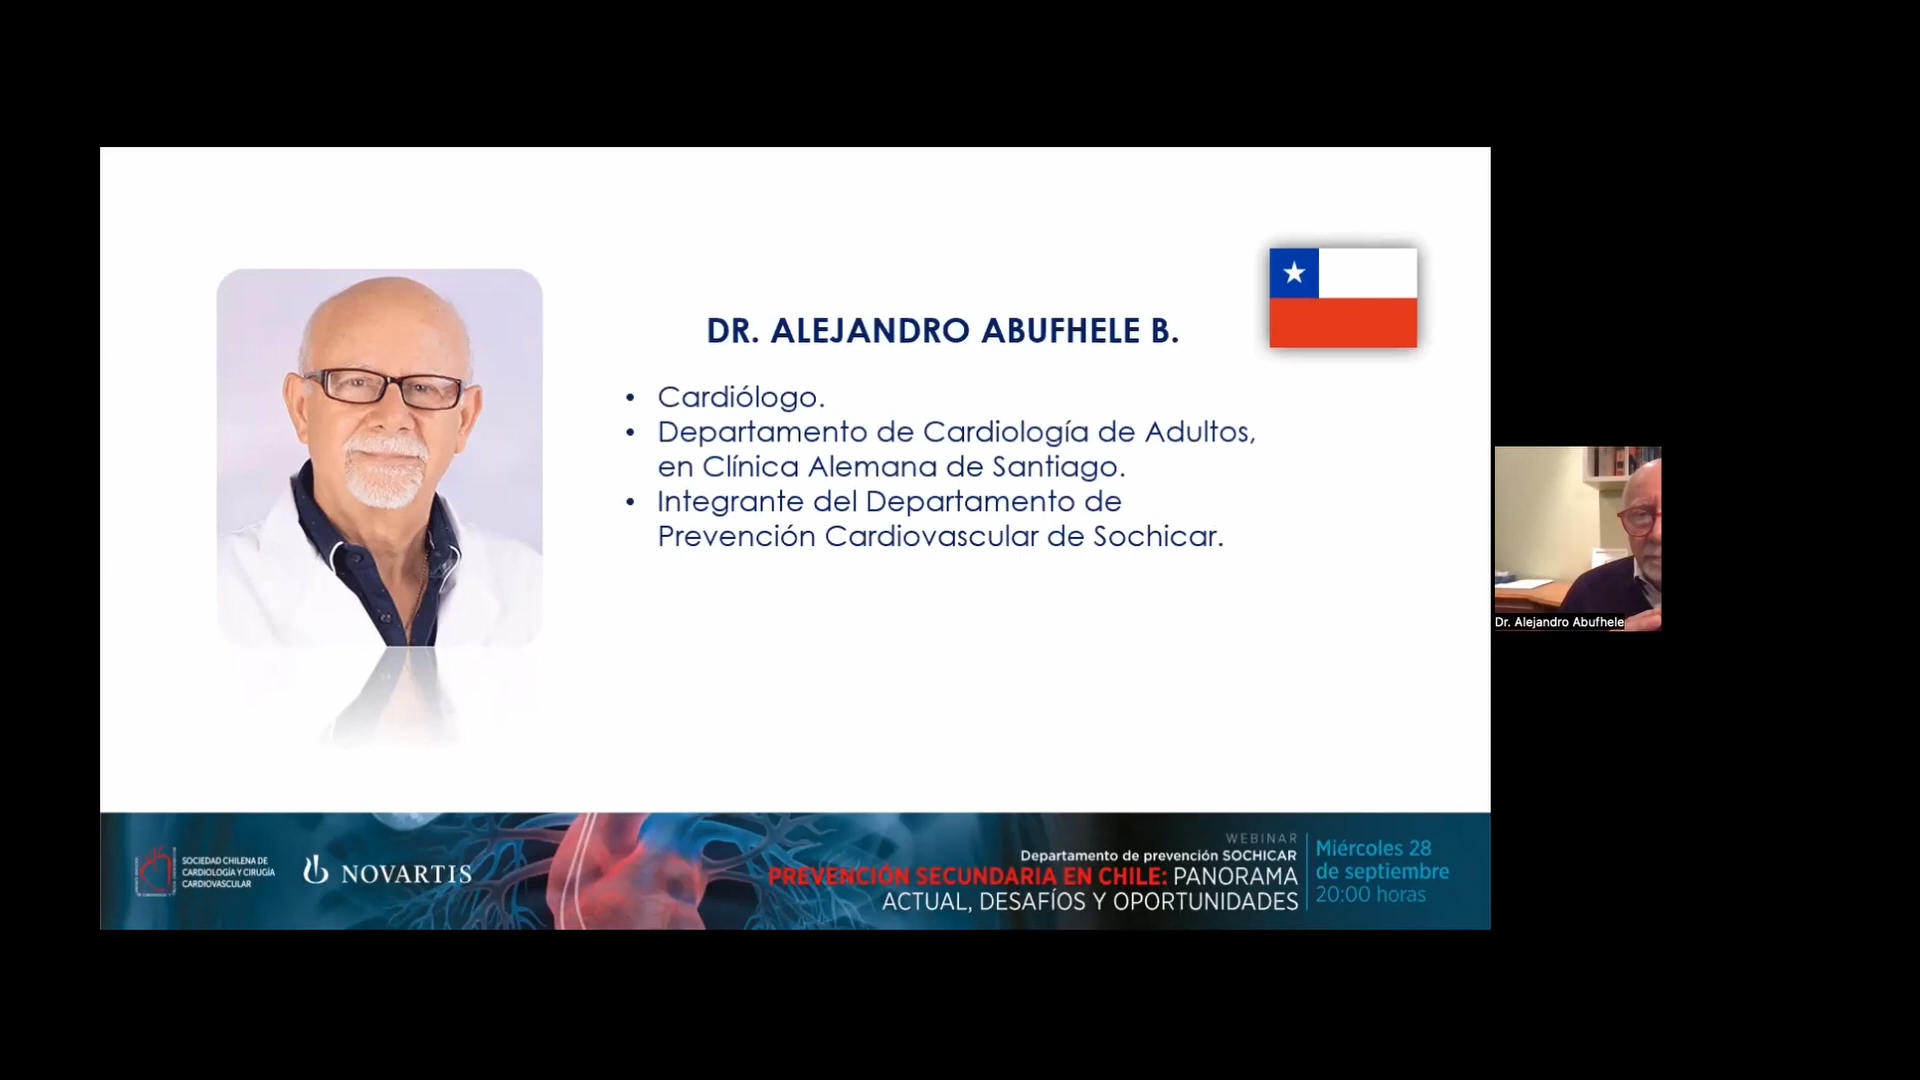 DR. ALEJANDRO ABUFHELE B.
• Cardiólogo.
• Departamento de Cardiología de Adultos,
en Clínica Alemana de Santiago.
• Integrante del Departamento de
Prevención Cardiovascular de Sochicar.
Dr. Alejandro Abufhele
SOCIEDAD CHILENA DE
CARDIOLOGÍA Y CIRUGÍA
CARDIOVASCULAR
NOVARTIS
WEBINAR
Departamento de prevención SOCHICAR
PREVENCIÓN SECUNDARIA EN CHILE: PANORAMA
ACTUAL, DESAFÍOS Y OPORTUNIDADES
Miércoles 28
de septiembre
20:00 horas